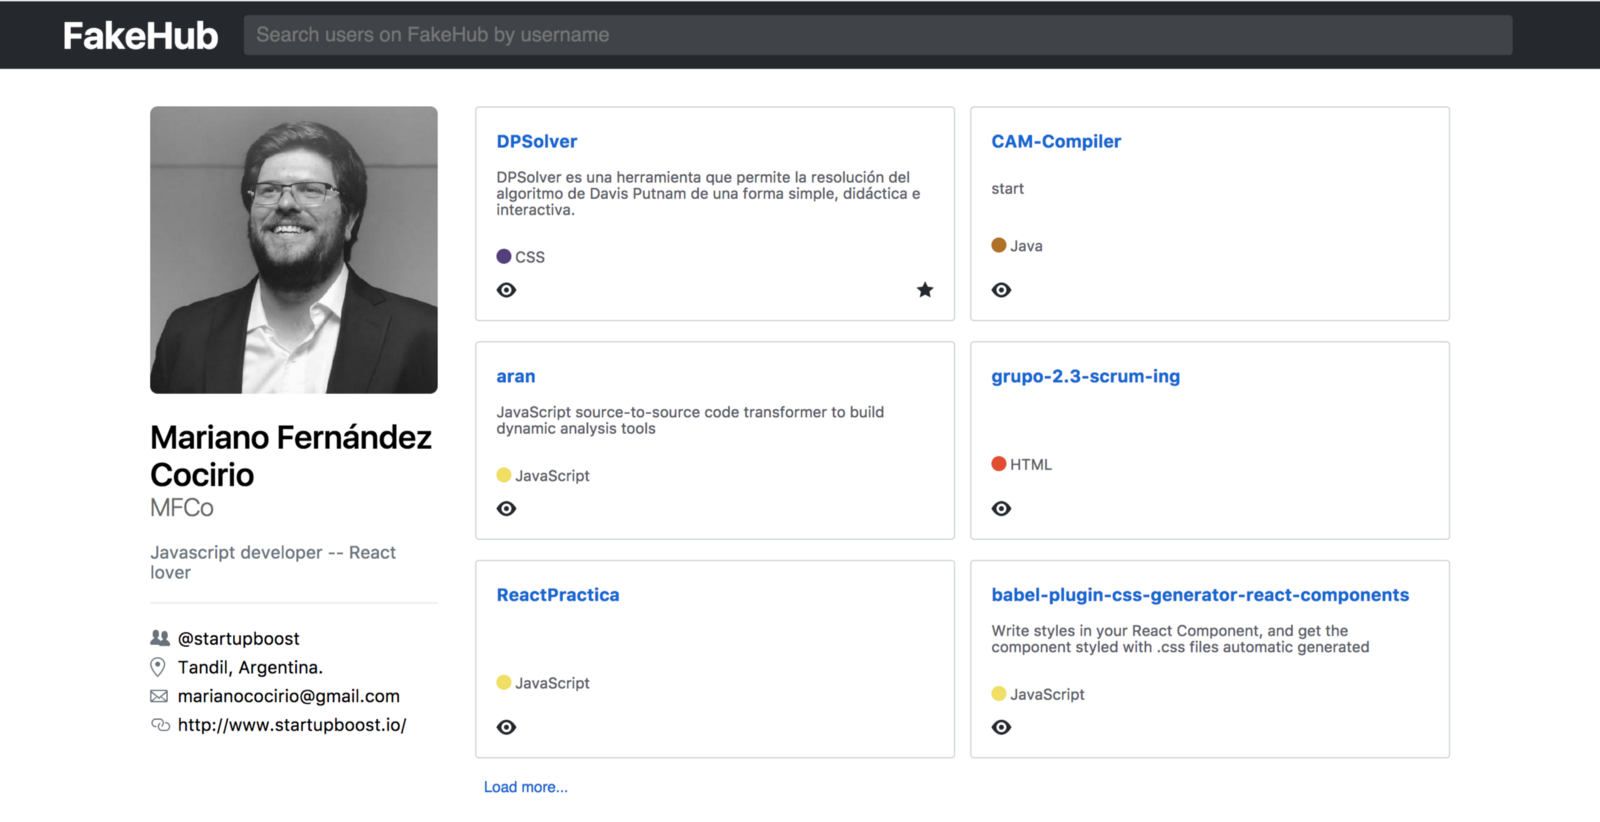 FakeHub
Search users on FakeHub by username
Mariano Fernández
Cocirio
MFCo
Javascript developer -- React
lover
@startupboost
Tandil, Argentina.
marianococirio@gmail.com
http://www.startupboost.io/
DPSolver
DPSolver es una herramienta que permite la resolución del
algoritmo de Davis Putnam de una forma simple, didáctica e
interactiva.
CSS
CAM-Compiler
start
Java
aran
JavaScript source-to-source code transformer to build
dynamic analysis tools
JavaScript
grupo-2.3-scrum-ing
HTML
ReactPractica
JavaScript
babel-plugin-css-generator-react-components
Write styles in your React Component, and get the
component styled with .css files automatic generated
JavaScript
Load more...